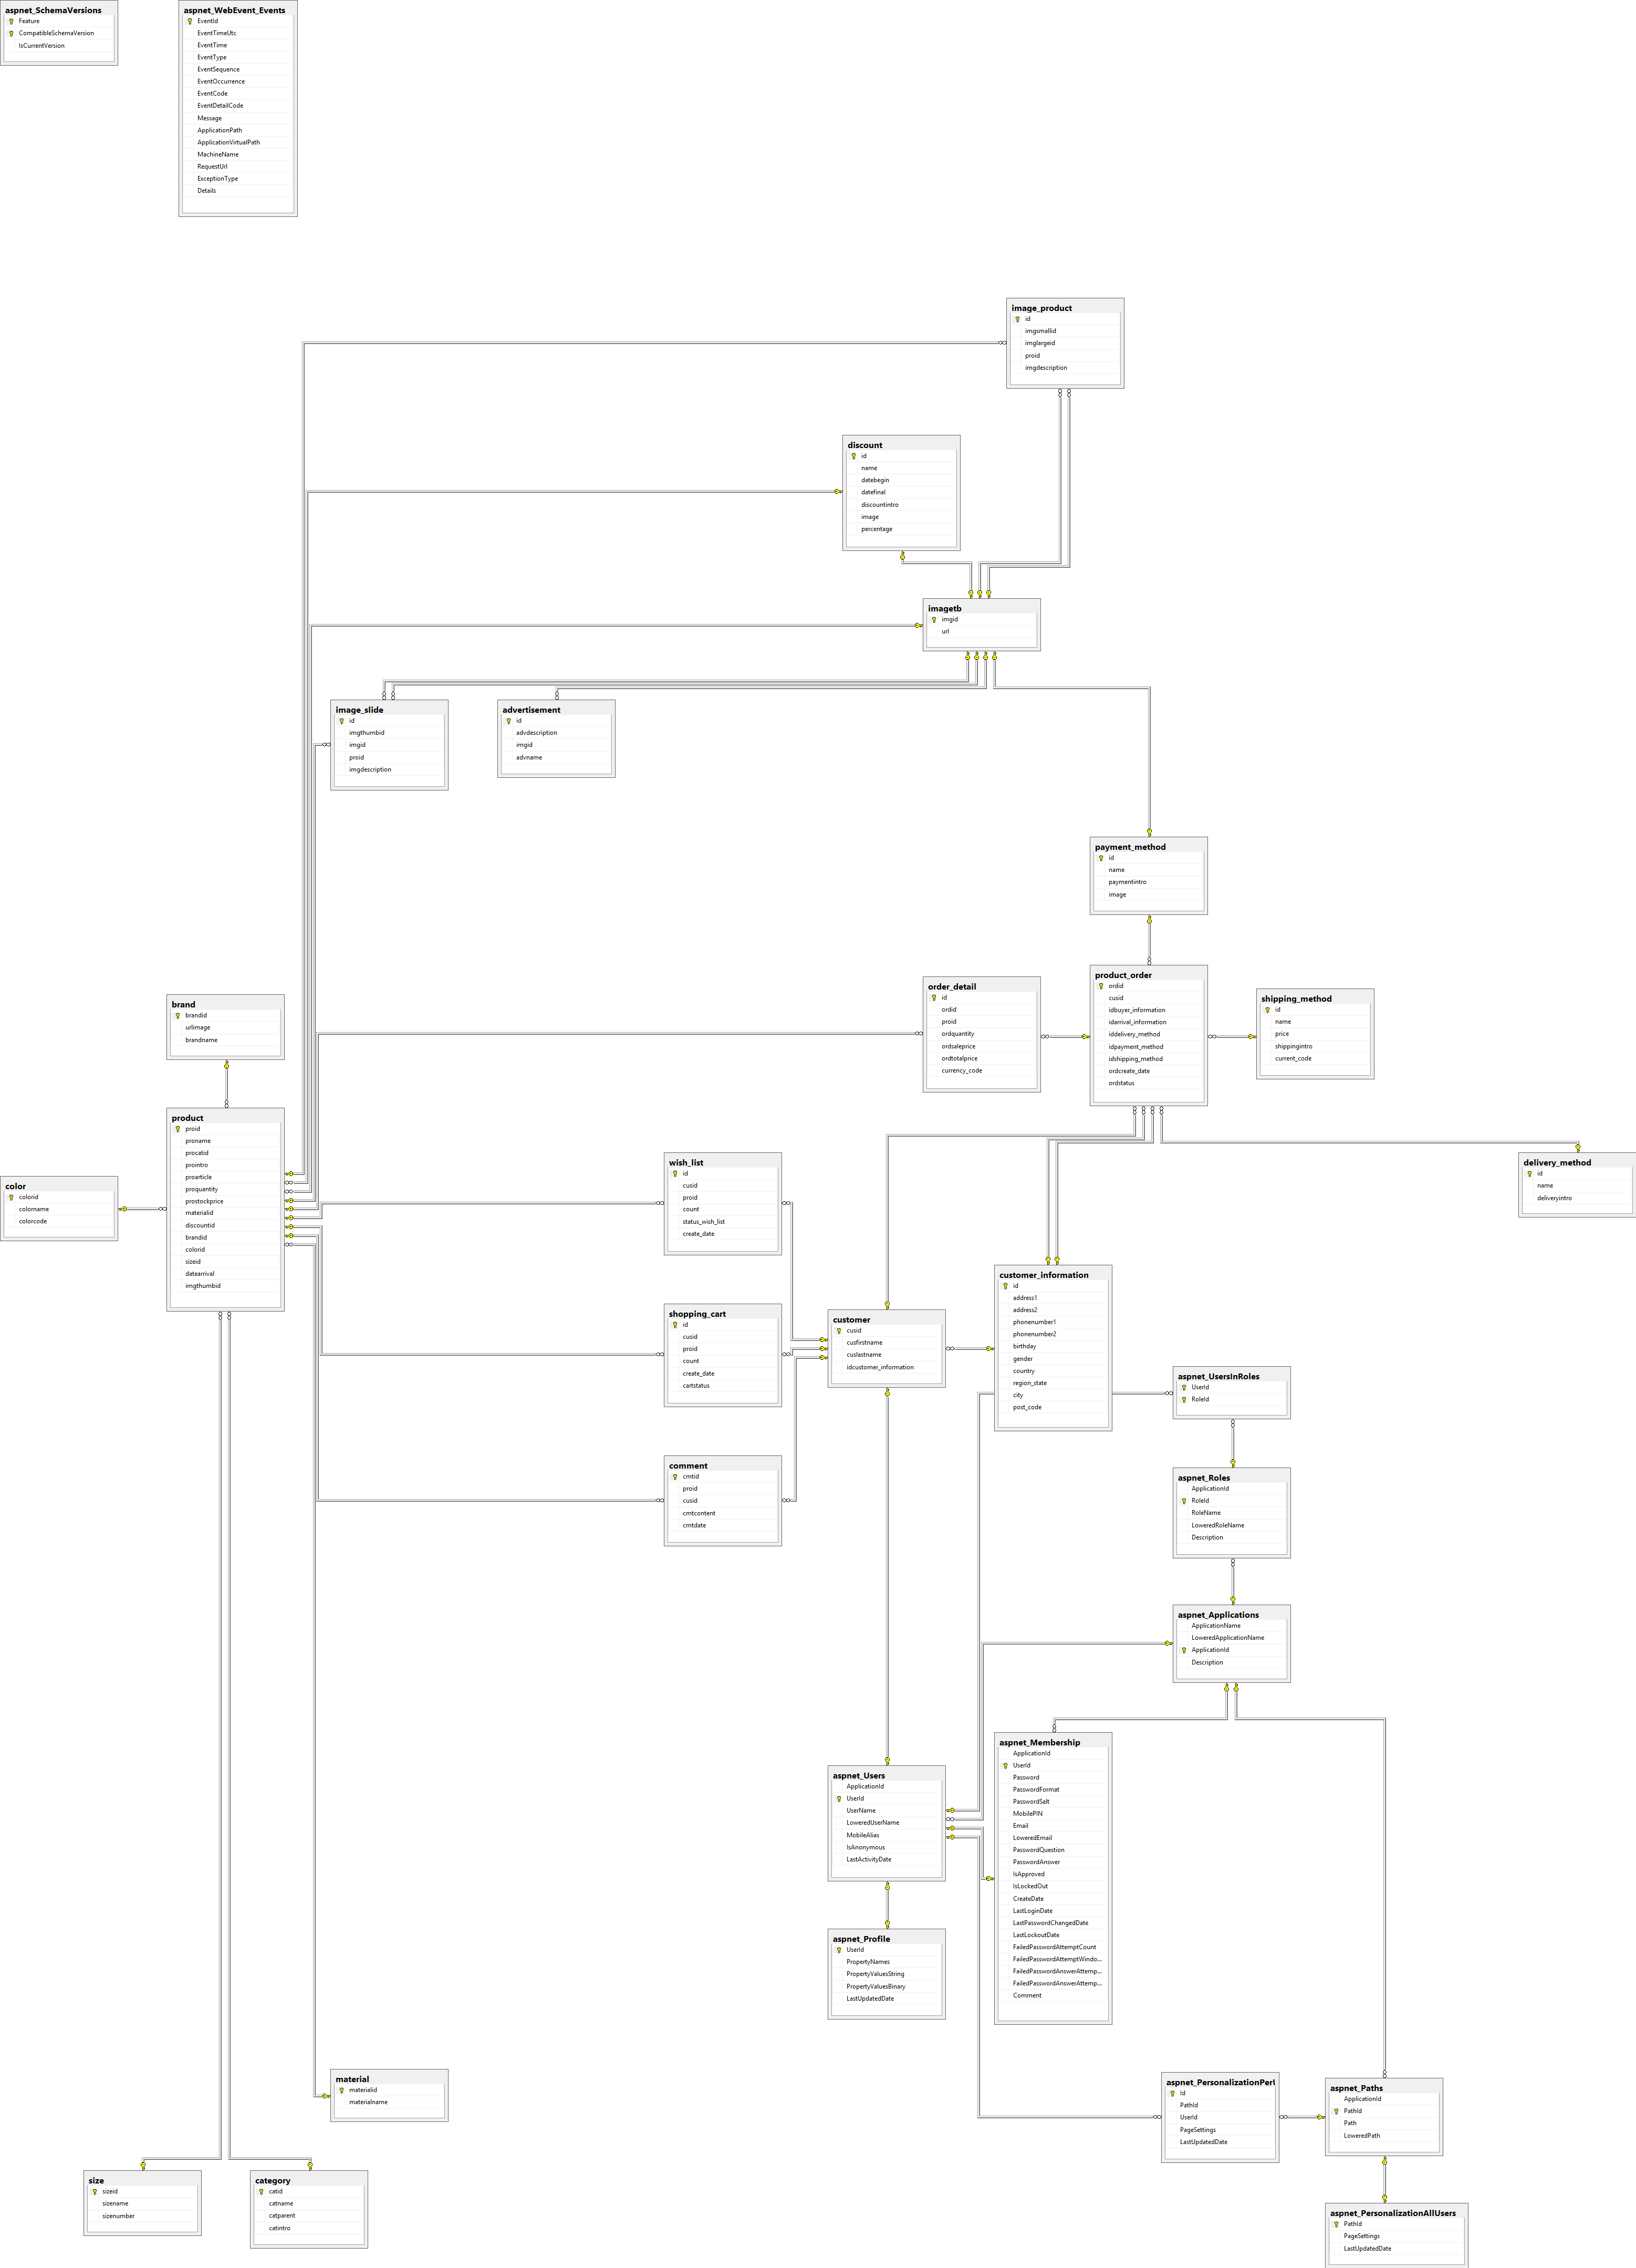 aspnet_SchemaVersions
Feature
CompatibleSchemaVersion
IsCurrentVersion
aspnet_WebEvent_Events
EventId
EventTimeUtc
EventTime
EventType
EventSequence
EventOccurrence
EventCode
EventDetailCode
Message
ApplicationPath
ApplicationVirtualPath
MachineName
RequestUrl
ExceptionType
Details
image_product
id
imgsmallid
imglargeid
proid
imgdescription
discount
id
name
datebegin
datefinal
discountintro
image
percentage
imagetb
imgid
url
image_slide
id
imgthumbid
imgid
proid
imgdescription
advertisement
id
advdescription
imgid
advname
payment_method
id
name
paymentintro
image
product_order
ordid
cusid
idbuyer_information
idarrival_information
iddelivery_method
idpayment_method
idshipping_method
ordcreate_date
ordstatus
order_detail
id
ordid
proid
ordquantity
ordsaleprice
ordtotalprice
currency_code
shipping_method
id
name
price
shippingintro
current_code
brand
brandid
urlimage
brandname
product
proid
proname
procatid
prointro
proarticle
proquantity
prostockprice
materialid
discountid
brandid
colorid
sizeid
datearrival
imgthumbid
color
colorid
colorname
colorcode
wish_list
id
cusid
proid
count
status_wish_list
create_date
delivery_method
id
name
deliveryintro
customer_information
id
address1
address2
phonenumber1
phonenumber2
birthday
gender
country
region_state
city
post_code
shopping_cart
id
cusid
proid
count
create_date
cartstatus
customer
cusid
cusfirstname
cuslastname
idcustomer_information
aspnet_UsersInRoles
UserId
RoleId
comment
cmtid
proid
cusid
cmtcontent
cmtdate
aspnet_Roles
ApplicationId
RoleId
RoleName
LoweredRoleName
Description
aspnet_Applications
ApplicationName
LoweredApplicationName
ApplicationId
Description
aspnet_Membership
ApplicationId
UserId
Password
PasswordFormat
PasswordSalt
MobilePIN
Email
LoweredEmail
PasswordQuestion
PasswordAnswer
IsApproved
IsLockedOut
CreateDate
LastLoginDate
LastPasswordChangedDate
LastLockoutDate
FailedPasswordAttemptCount
FailedPasswordAttemptWindo...
FailedPasswordAnswerAttemp...
FailedPasswordAnswerAttemp...
Comment
aspnet_Users
ApplicationId
UserId
UserName
LoweredUserName
MobileAlias
IsAnonymous
LastActivityDate
aspnet_Profile
UserId
PropertyNames
PropertyValuesString
PropertyValuesBinary
LastUpdatedDate
material
materialid
materialname
aspnet_PersonalizationPerU
Id
PathId
UserId
PageSettings
LastUpdatedDate
aspnet_Paths
ApplicationId
PathId
Path
LoweredPath
size
sizeid
sizename
sizenumber
category
catid
catname
catparent
catintro
aspnet_PersonalizationAllUsers
PathId
PageSettings
LastUpdatedDate